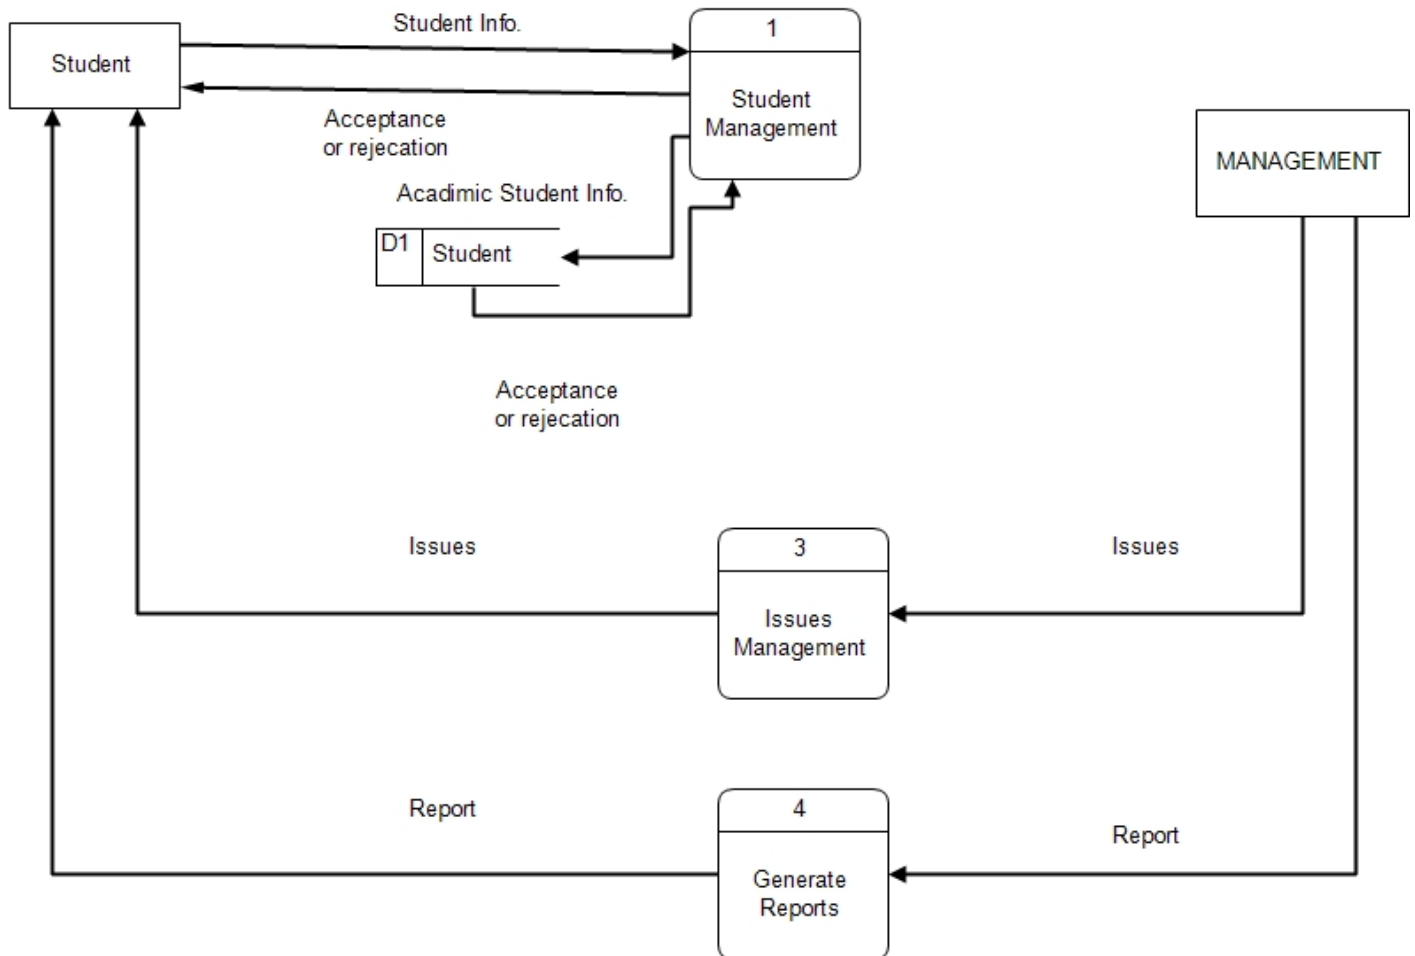 Student Info.
1
Student
Student
Management
Acceptance
or rejecation
MANAGEMENT
Acadimic Student Info.
D1
Student
Acceptance
or rejecation
Issues
3
Issues
Issues
Management
Report
4
Report
Generate
Reports